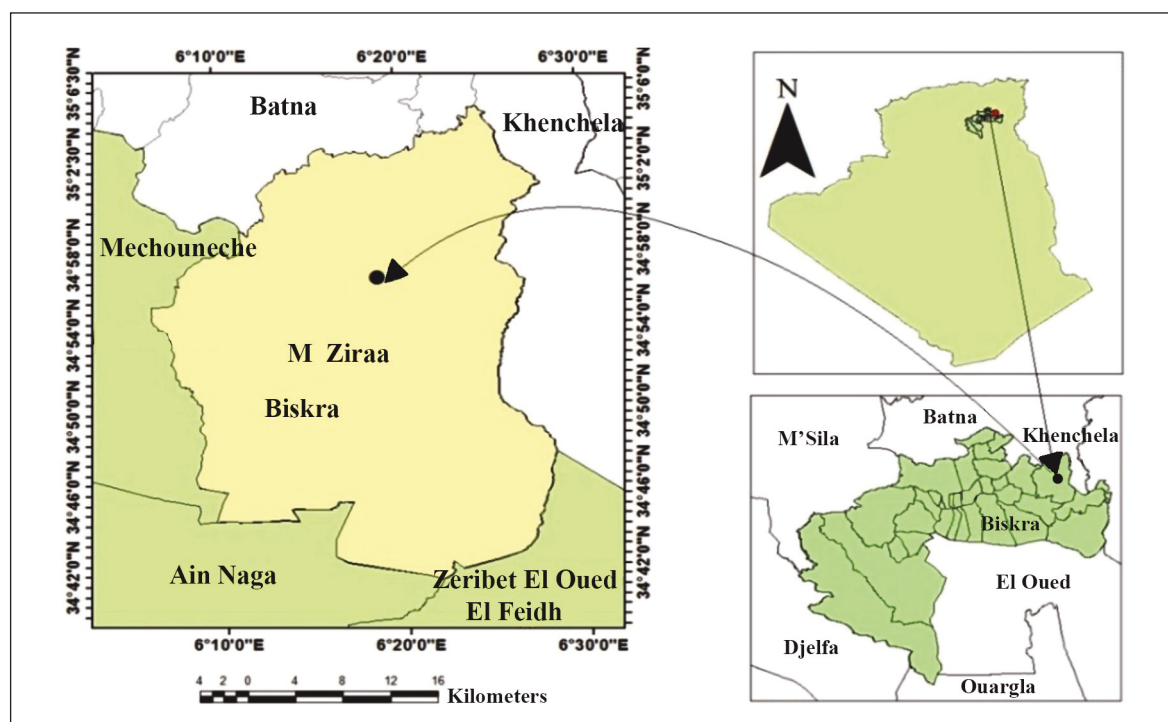 6°10'0"E 6°20'0"E 6°30'0"E
35°6'30"N
35°2'30"N
34°58'0"N
34°54'0"N
34°50'0"N
34°46'0"N
34°42'0"N
35°6'0"N
35°2'0"N
34°58'0"N
34°54'0"N
34°50'0"N
34°46'0"N
34°42'0"N
Batna
Khenchela
Mechouneche
M Ziraa
Biskra
Ain Naga
Zeribet El Oued
El Feidh
6°10'0"E 6°20'0"E 6°30'0"E
4 2 0 4 8 12 16
Kilometers
N
Batna
M'Sila
Khenchela
Biskra
El Oued
Djelfa
Ouargla